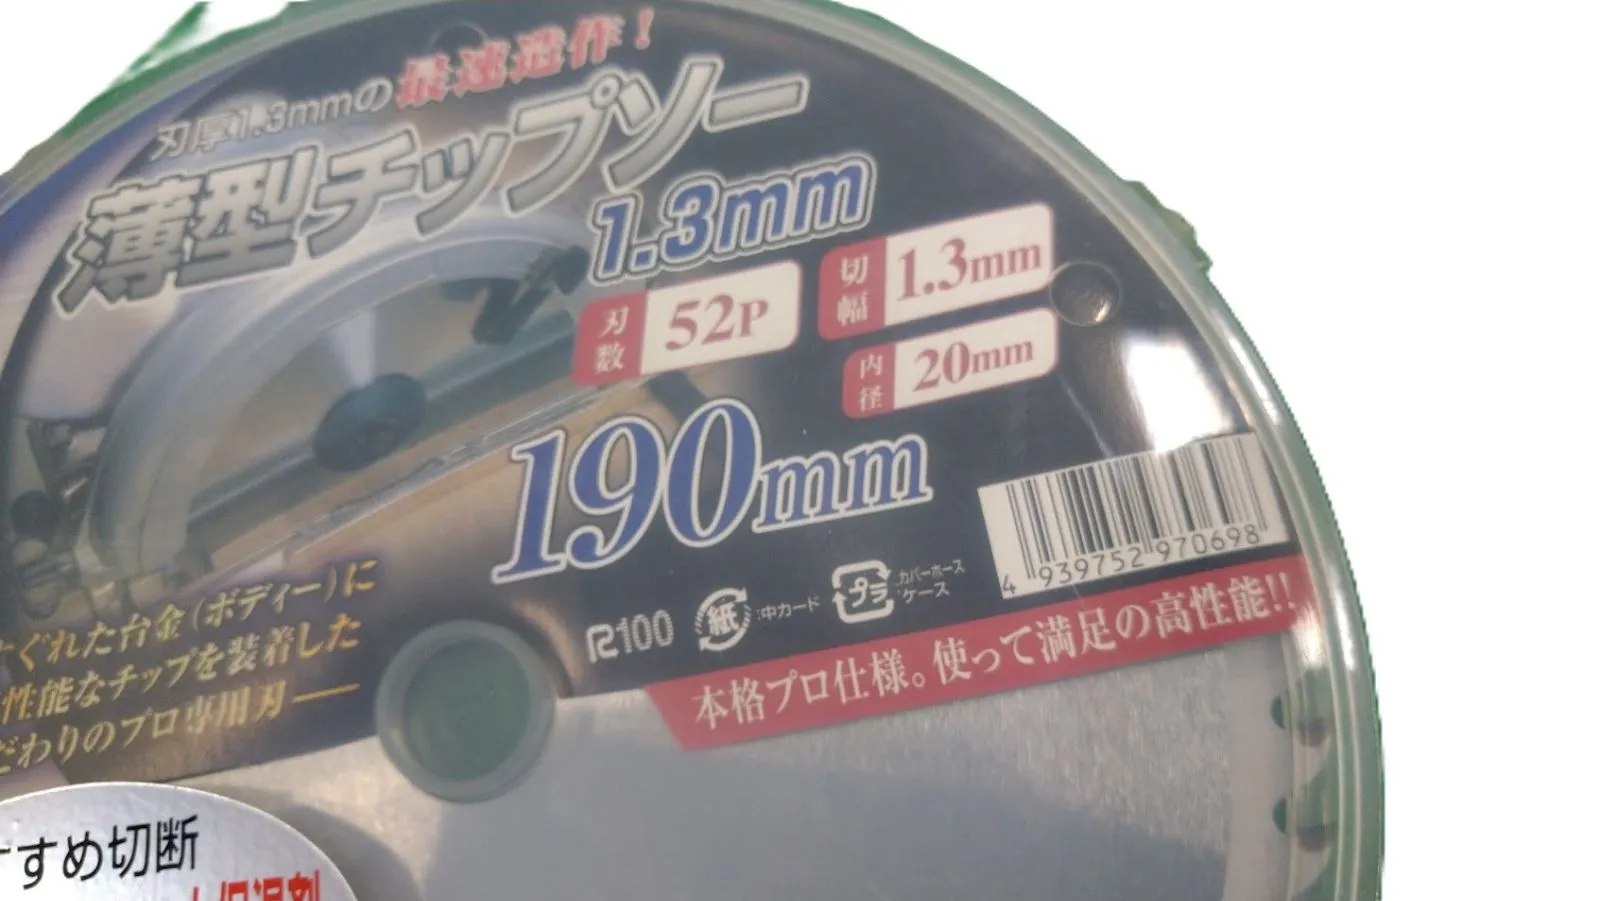 刃厚1.3mmの最速造作!
薄型チップソー
1.3mm
刃数 52P
切幅 1.3mm
内径 20mm
190mm
4 939752 970698
R100
紙 :中カード
プラ :カバーホース ケース
本格プロ仕様。使って満足の高性能!!
ぐれた台金(ボディー)に
性能なチップを装着した
だわりのプロ専用刃―
すすめ切断